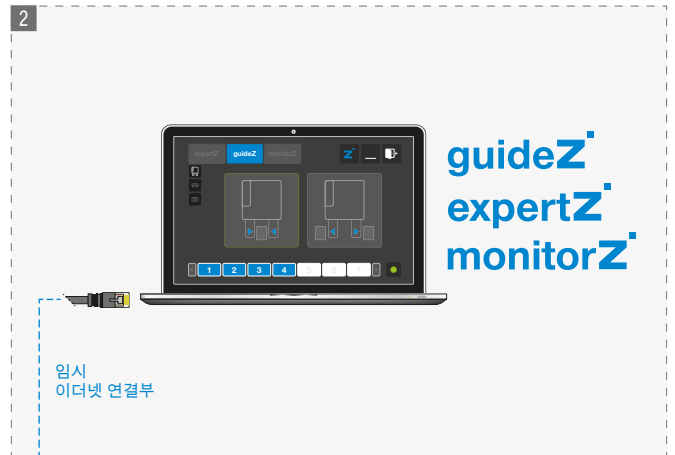 2
expertZ guideZ monitorZ Z
1 2 3 4 5 6 7
guideZ
expertZ
monitorZ
임시
이더넷 연결부